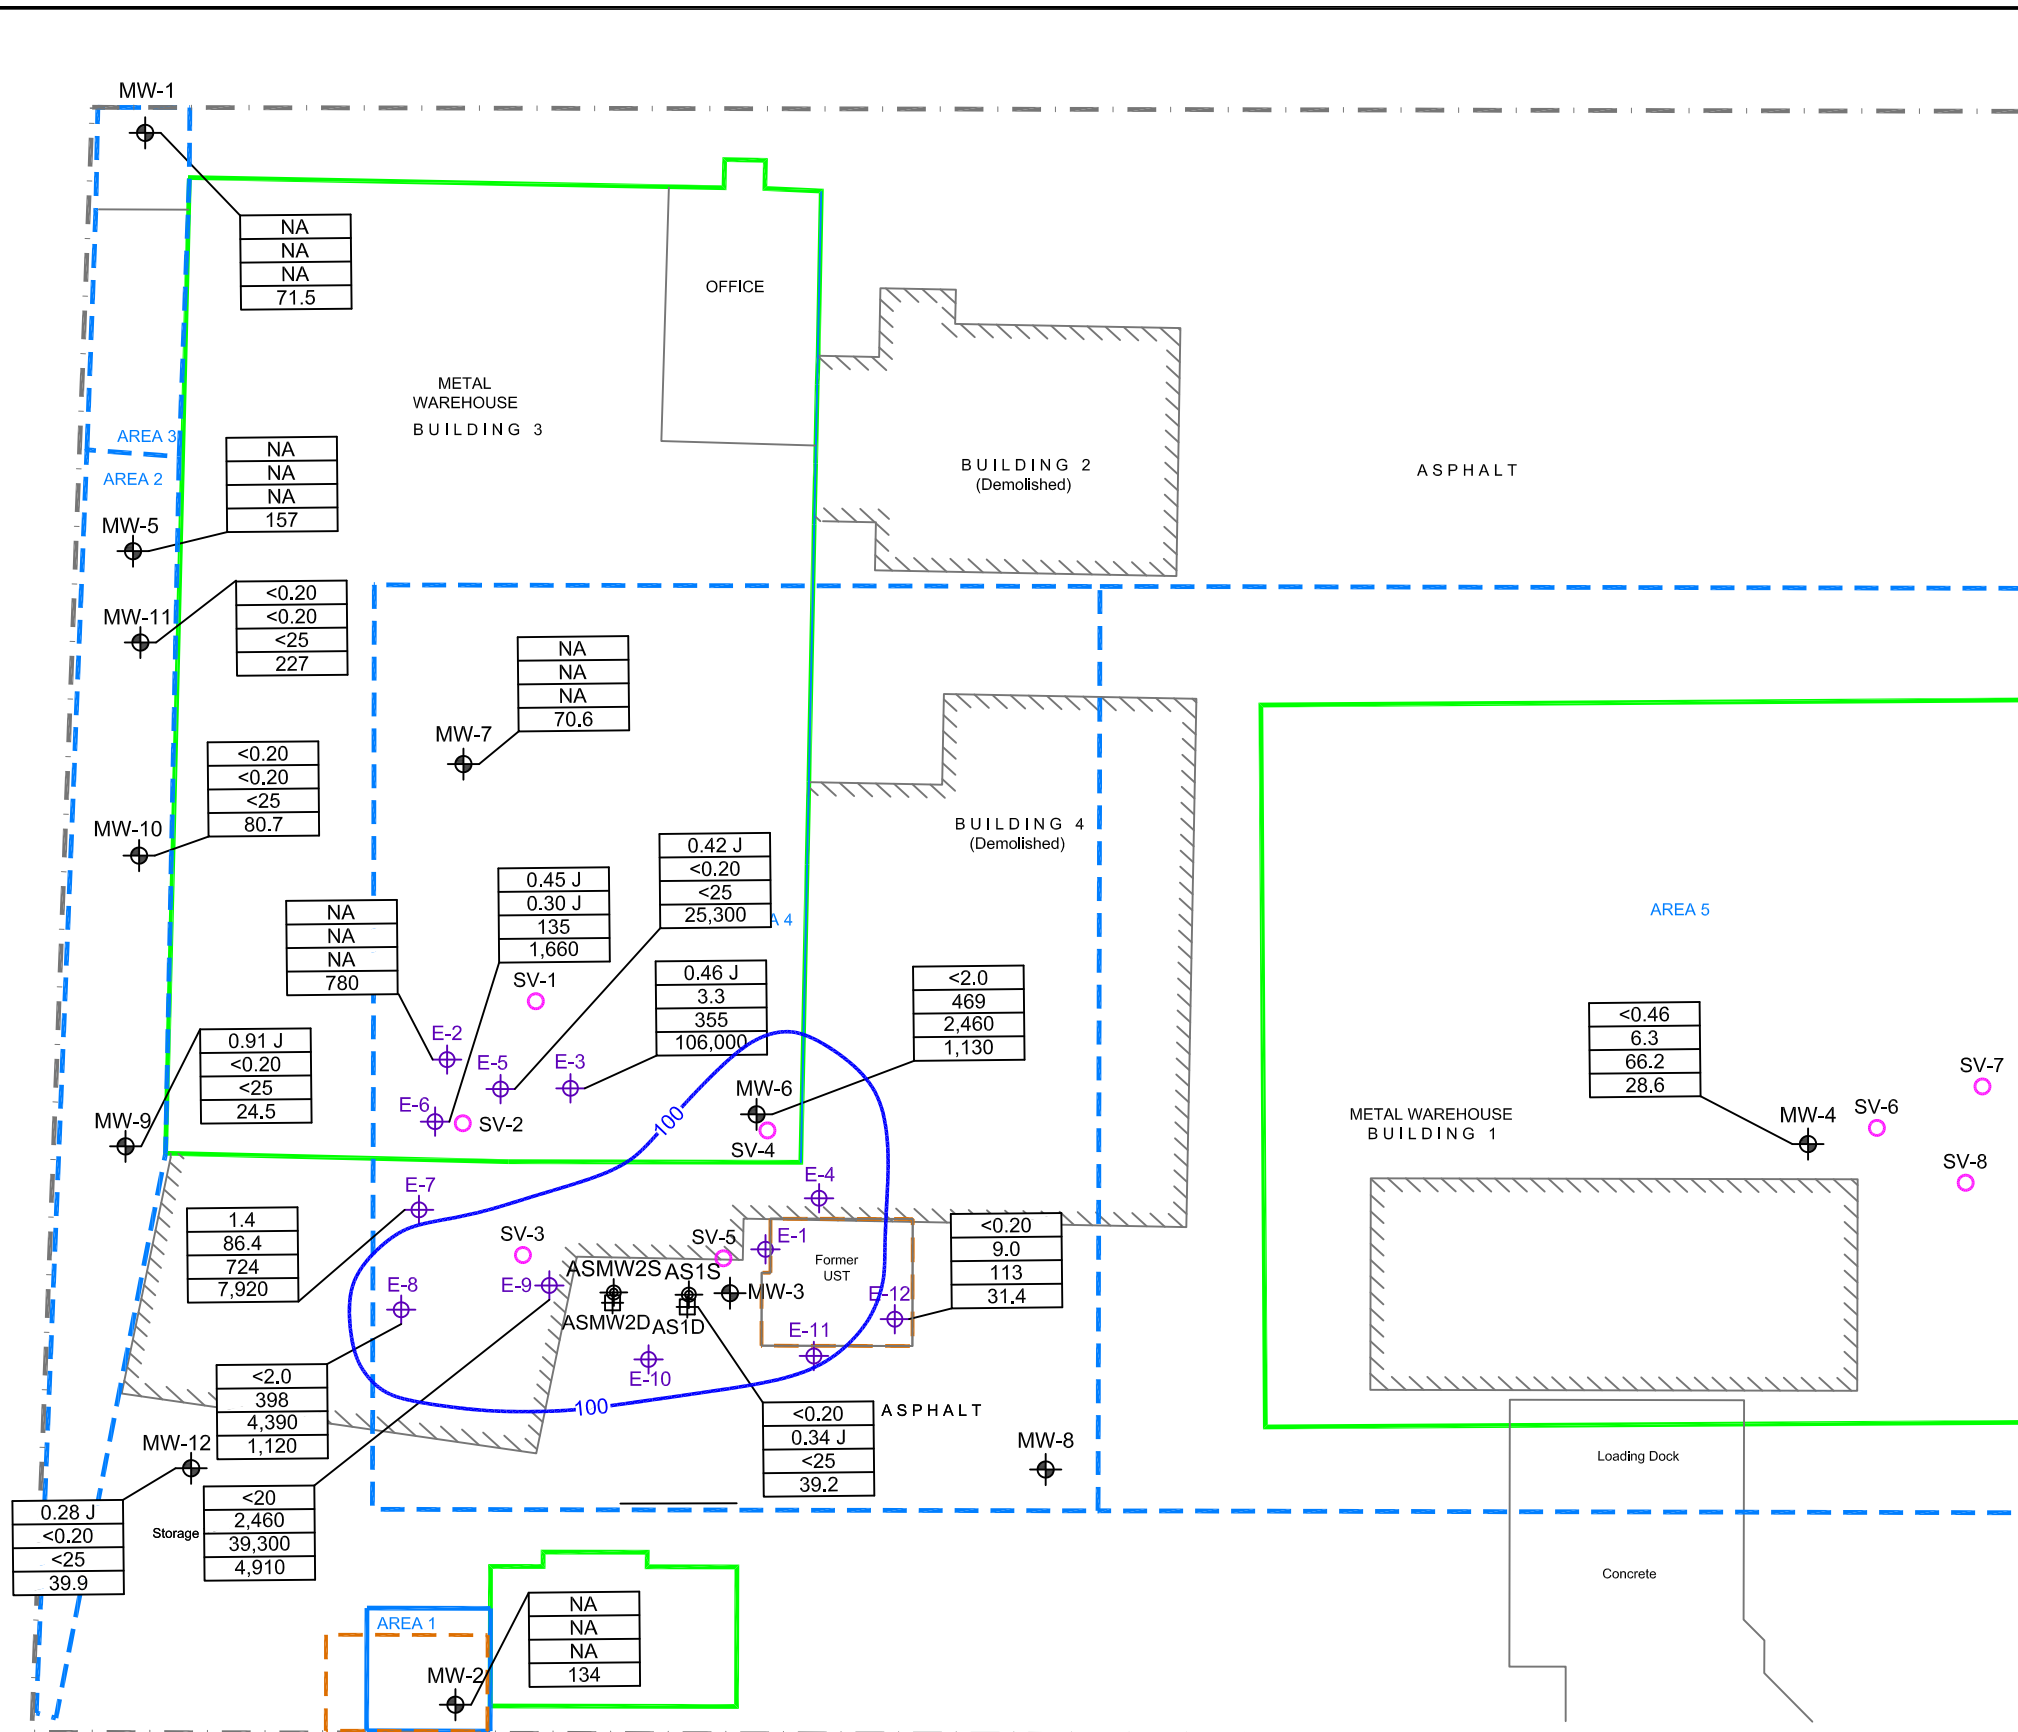 MW-1
NA
NA
NA
71.5
OFFICE
METAL
WAREHOUSE
BUILDING 3
AREA 3
AREA 2
NA
NA
NA
157
BUILDING 2
(Demolished)
ASPHALT
MW-5
MW-11
<0.20
<0.20
<25
227
NA
NA
NA
70.6
MW-7
<0.20
<0.20
<25
80.7
MW-10
BUILDING 4
(Demolished)
0.42 J
<0.20
<25
25,300
A 4
0.45 J
0.30 J
135
1,660
NA
NA
NA
780
AREA 5
SV-1
0.46 J
3.3
355
106,000
<2.0
469
2,460
1,130
<0.46
6.3
66.2
28.6
0.91 J
<0.20
<25
24.5
E-2
E-5
E-3
MW-6
SV-7
E-6
SV-2
100
SV-4
MW-9
METAL WAREHOUSE
BUILDING 1
MW-4
SV-6
SV-8
E-7
E-4
1.4
86.4
724
7,920
SV-3
SV-5
E-1
Former
UST
<0.20
9.0
113
31.4
E-8
E-9
ASMW2S
AS1S
MW-3
E-12
ASMW2D
AS1D
E-11
E-10
100
<2.0
398
4,390
1,120
<0.20
0.34 J
<25
39.2
ASPHALT
MW-12
MW-8
Loading Dock
0.28 J
<0.20
<25
39.9
Storage
<20
2,460
39,300
4,910
Concrete
AREA 1
NA
NA
NA
134
MW-2